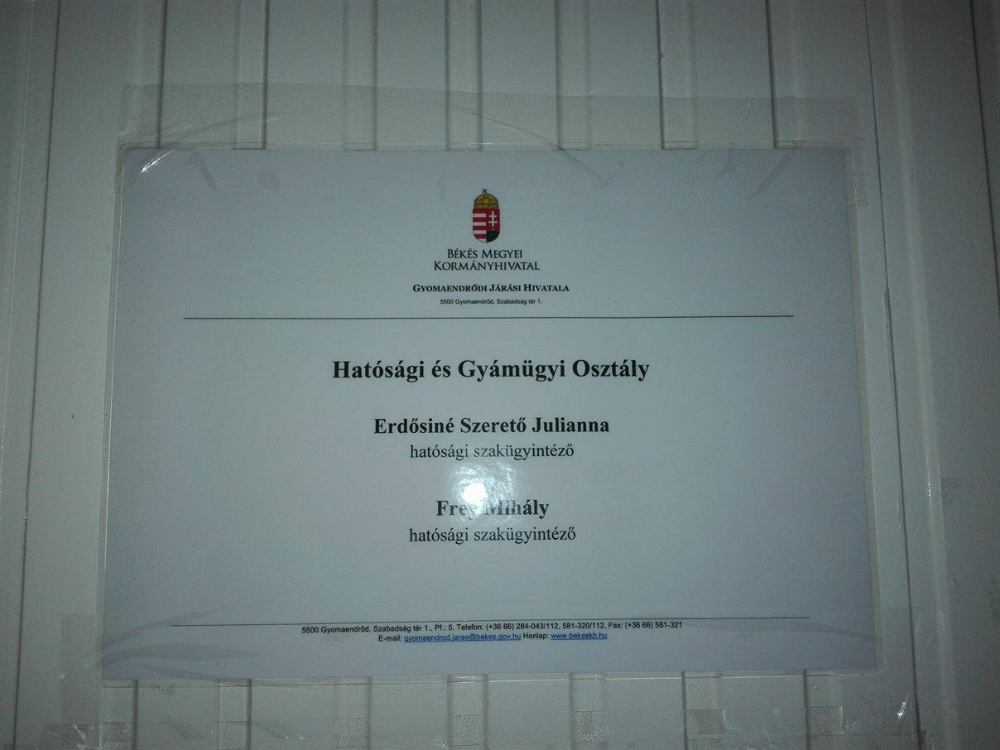 BÉKÉS MEGYEI
KORMÁNYHIVATAL
GYOMAENDRŐDI JÁRÁSI HIVATALA
5500 Gyomaendrőd, Szabadság tér 1.
Hatósági és Gyámügyi Osztály
Erdősiné Szerető Julianna
hatósági szakügyintéző
Frey Mihály
hatósági szakügyintéző
5500 Gyomaendrőd, Szabadság tér 1., Pf.: 5. Telefon: (+36 66) 284-043/112, 581-320/112, Fax: (+36 66) 581-321
E-mail: gyomaendrod.jaras@bekes.gov.hu Honlap: www.bekeskh.hu